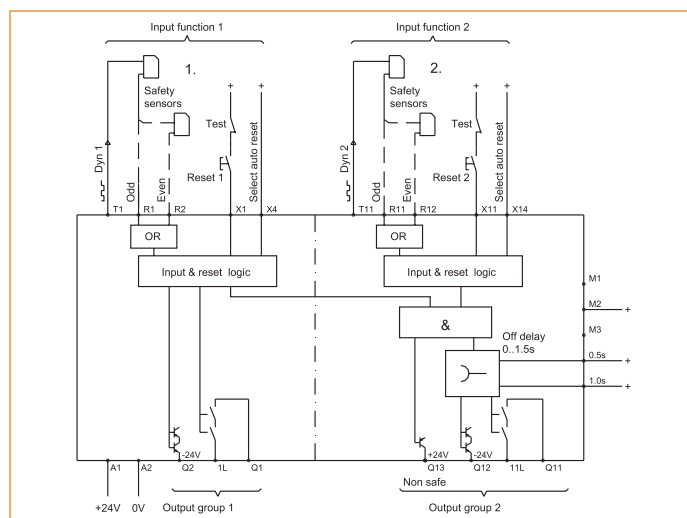 Input function 1 Input function 2
1. 2.
Safety sensors + + Safety sensors + +
Test Test
Dyn 1 Reset 1 Select auto reset Dyn 2 Reset 2 Select auto reset
Odd Even Odd Even
T1 R1 R2 X1 X4 T11 R11 R12 X11 X14
OR OR
Input & reset logic Input & reset logic
M1
M2 +
&
M3
Off delay
0..1.5s
0.5s +
1.0s +
-24V +24V -24V
A1 A2 Q2 1L Q1 Q13 Q12 11L Q11
Non safe
+24V 0V Output group 1 Output group 2